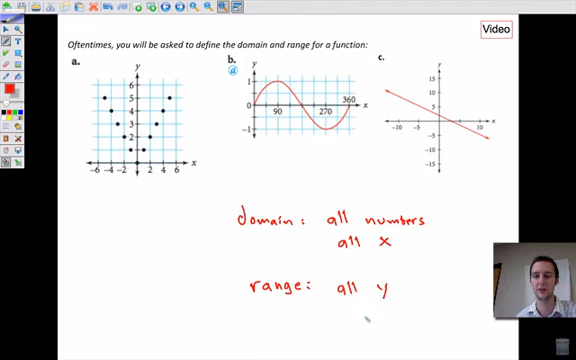 Video
Oftentimes, you will be asked to define the domain and range for a function:
a. b. c.
a
y y y
6
5
4
3
2
1
-6 -4 -2 2 4 6 x
1
0
-1
90 270 360 x
15
10
5
-5
-10
-15
-10 -5 5 10 x
domain: all numbers
all x
range: all y